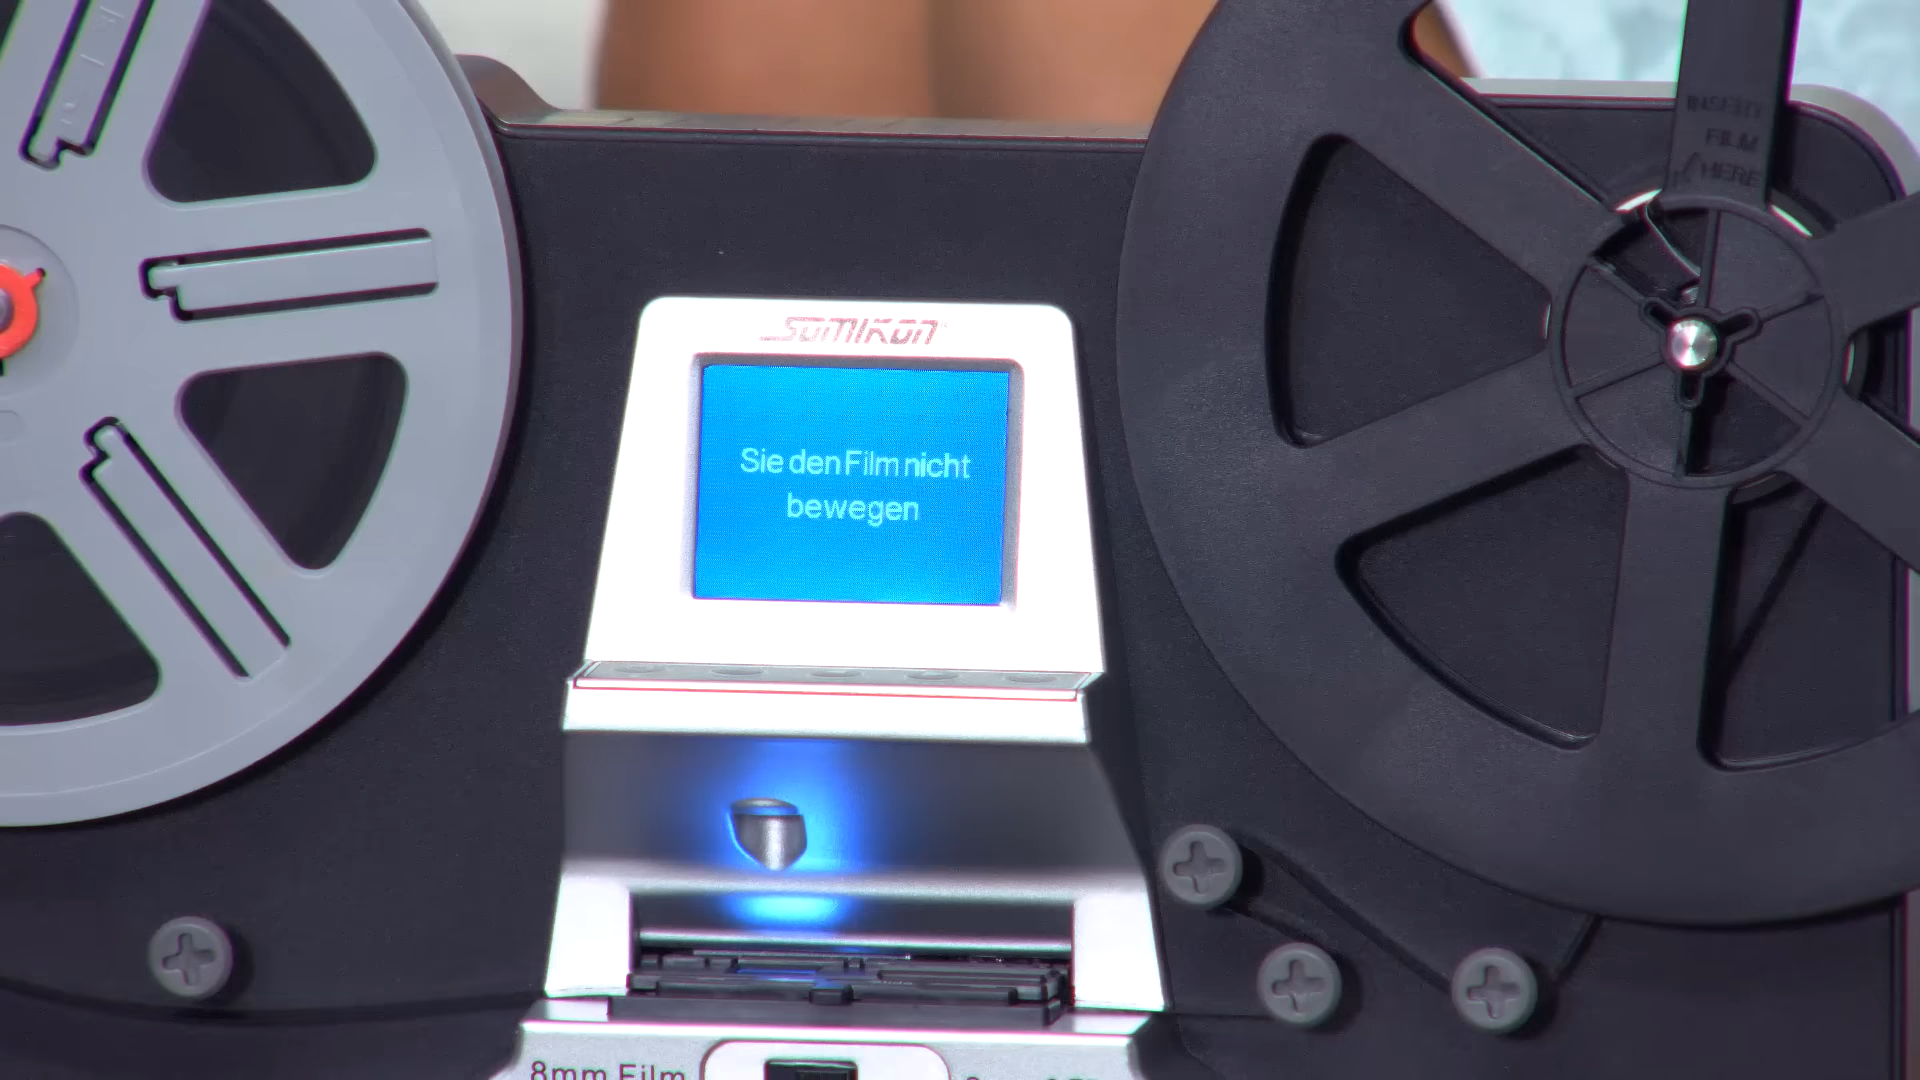 INSERT
FILM
HERE
SOMIKON
Sie den Film nicht
bewegen
8mm Film